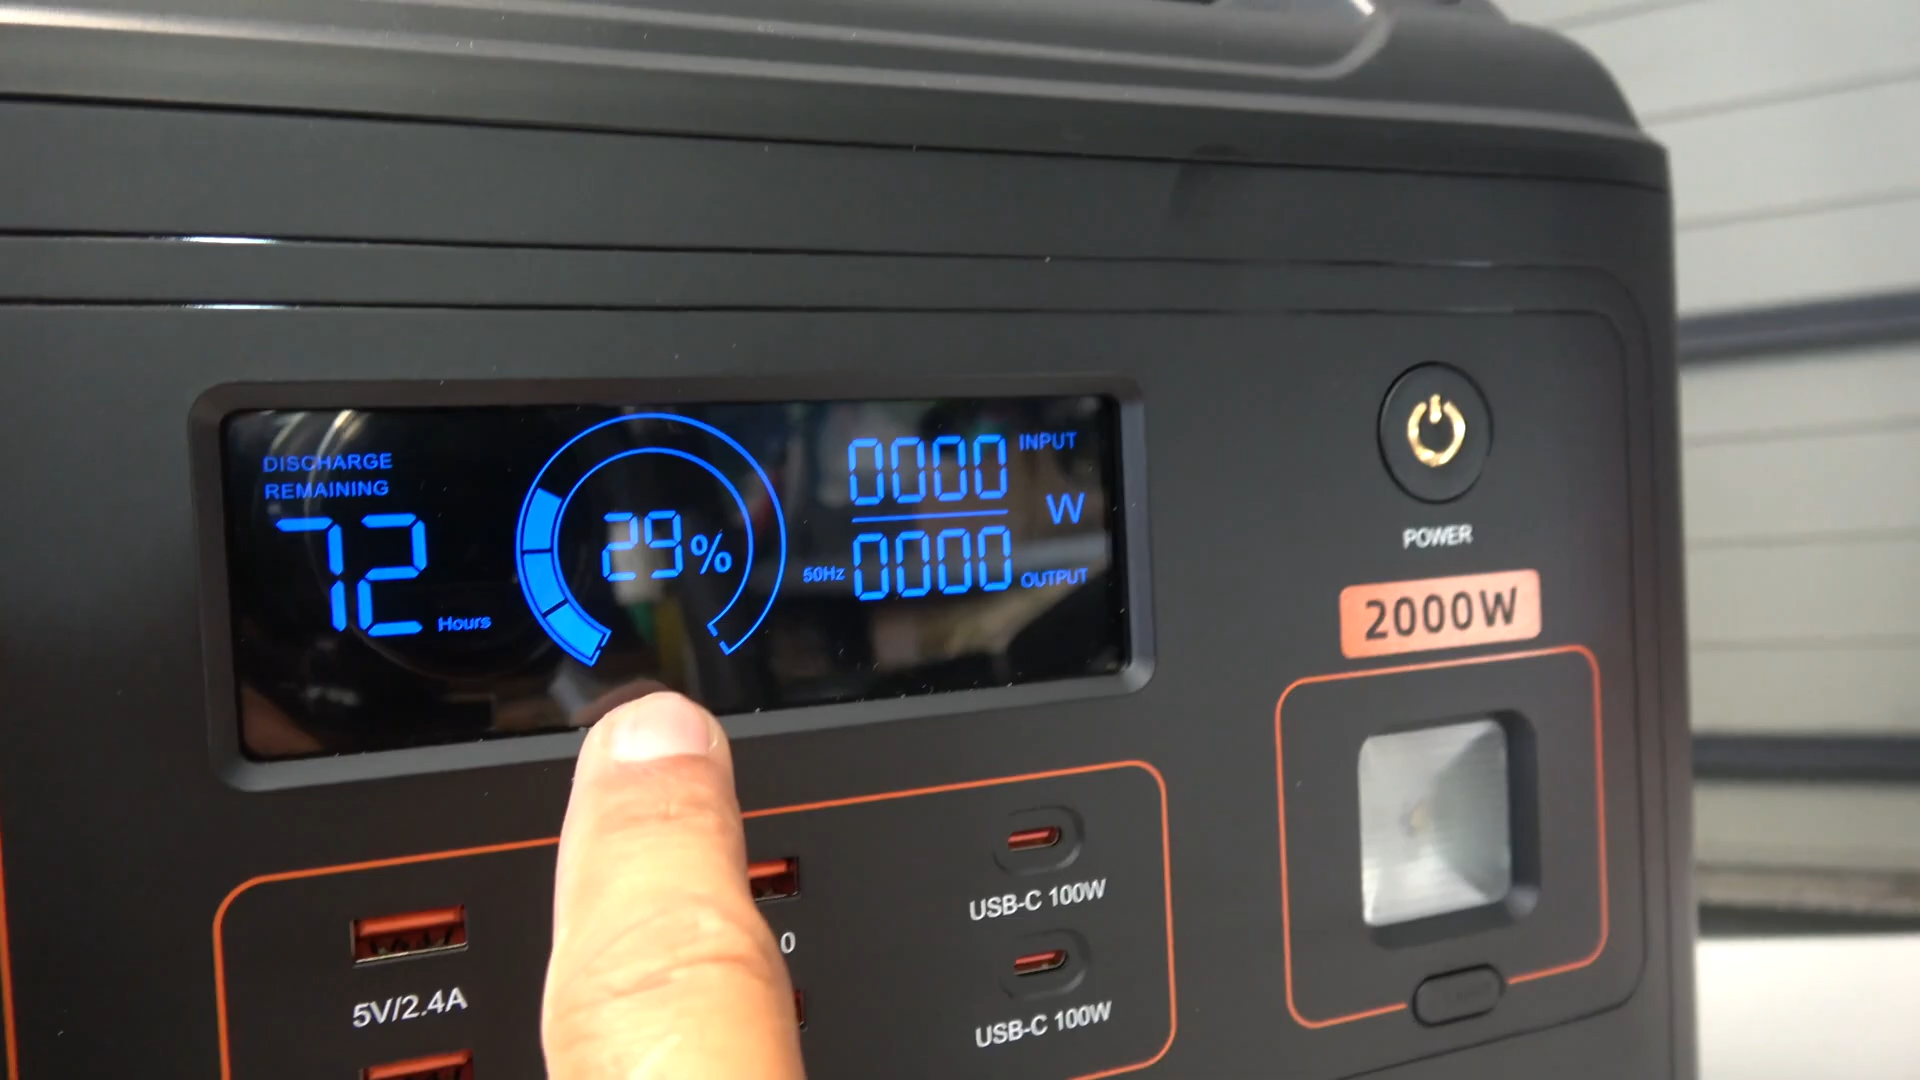 DISCHARGE
REMAINING
72 Hours
29%
0000 INPUT
W
50Hz 0000 OUTPUT
POWER
2000W
5V/2.4A
0
USB-C 100W
USB-C 100W